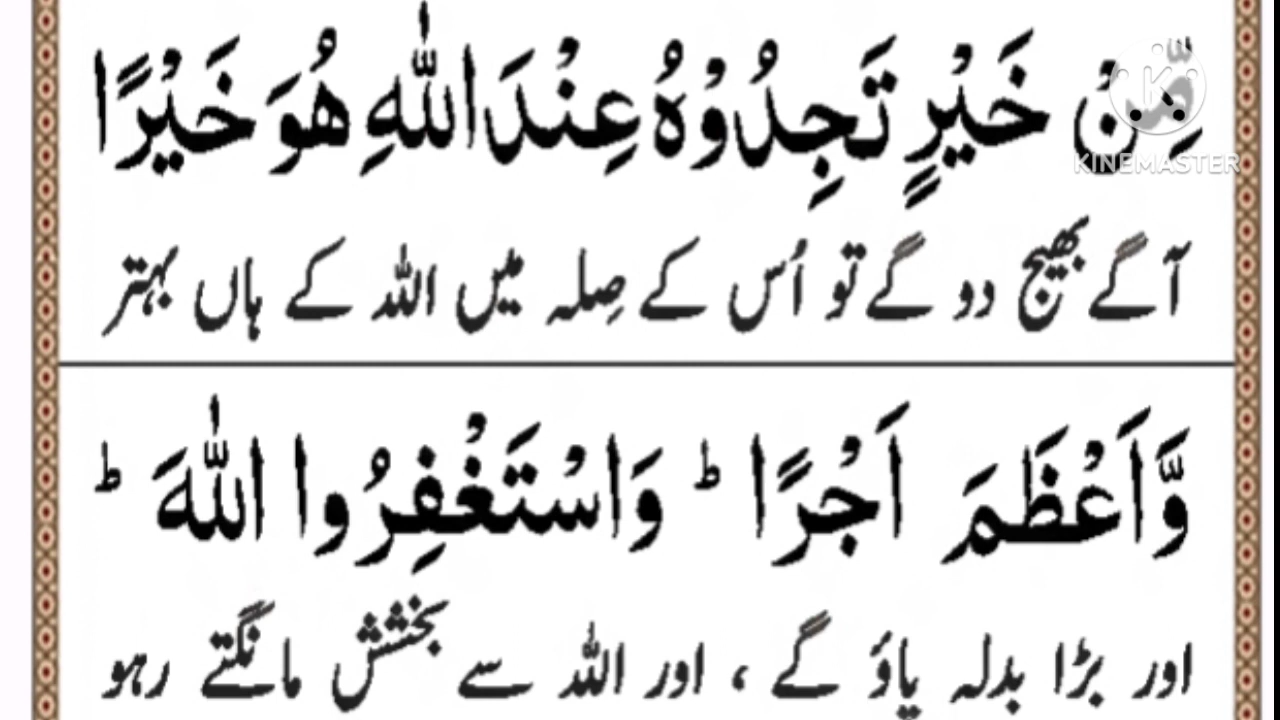 مِّنْ خَيْرٍ تَجِدُوْهُ عِنْدَ اللّٰهِ هُوَ خَيْرًا
KINEMASTER
آگے بھیج دو گے تو اُس کے صِلہ میں اللہ کے ہاں بہتر
وَّاَعْظَمَ اَجْرًا ؕ وَاسْتَغْفِرُوا اللّٰهَ ؕ
اور بڑا بدلہ پاؤ گے ، اور اللہ سے بخشش مانگتے رہو